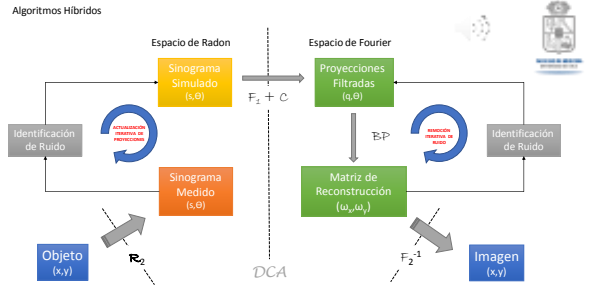 Algoritmos Híbridos
Espacio de Radon
Espacio de Fourier
Sinograma
Simulado
(s,Θ)
F₁ + C
Proyecciones
Filtradas
(q,Θ)
Identificación
de Ruido
ACTUALIZACIÓN
ITERATIVA DE
PROYECCIONES
BP
REMOCIÓN
ITERATIVA DE
RUIDO
Identificación
de Ruido
Sinograma
Medido
(s,Θ)
Matriz de
Reconstrucción
(ωₓ,ωᵧ)
Objeto
(x,y)
R₂
DCA
F₂⁻¹
Imagen
(x,y)